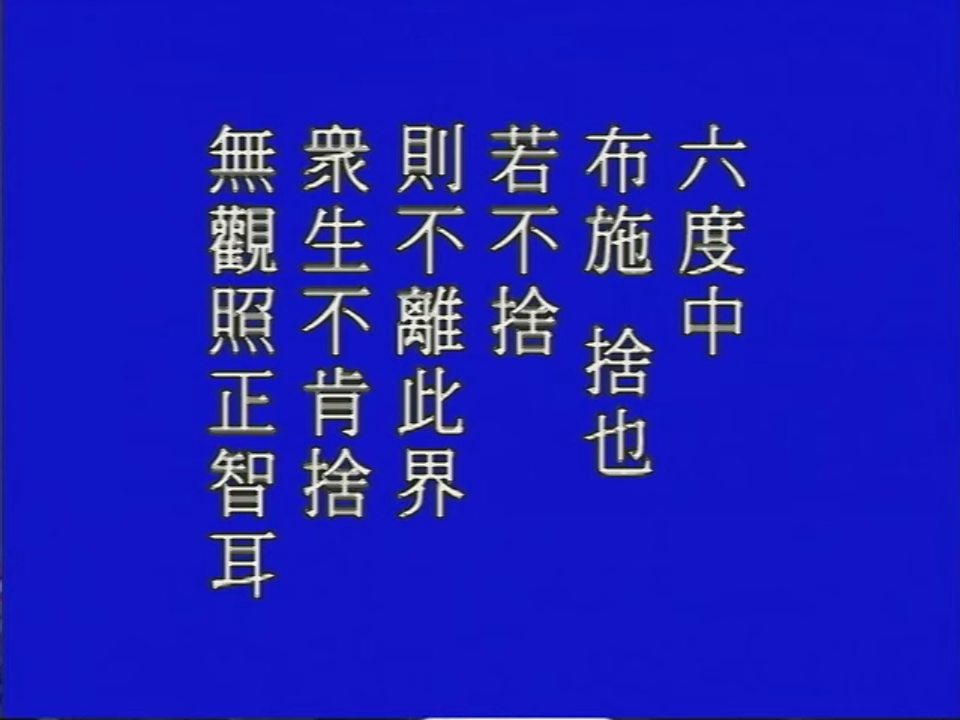 六度中
布施　捨也
若不捨
則不離此界
衆生不肯捨
無觀照正智耳